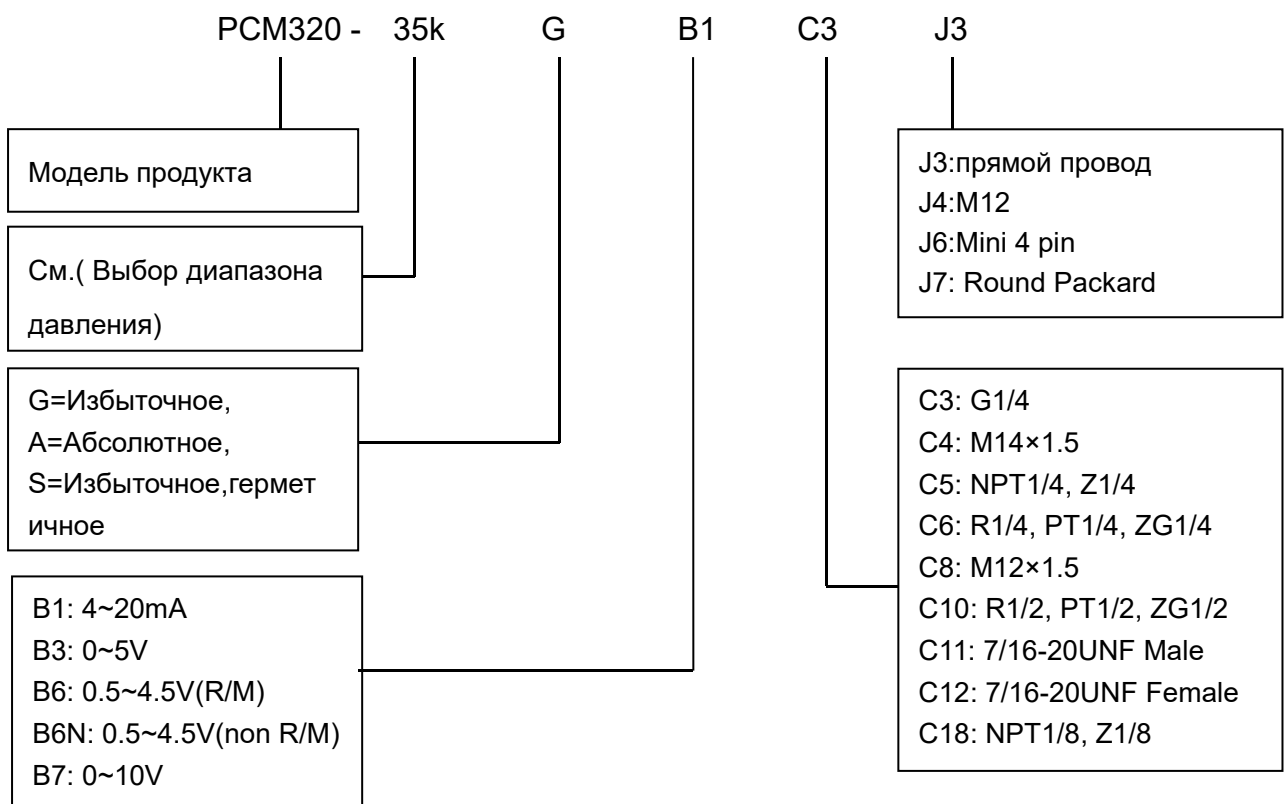 PCM320 - 35k G B1 C3 J3
Модель продукта
См.( Выбор диапазона
давления)
G=Избыточное,
A=Абсолютное,
S=Избыточное,гермет
ичное
B1: 4~20mA
B3: 0~5V
B6: 0.5~4.5V(R/M)
B6N: 0.5~4.5V(non R/M)
B7: 0~10V
J3:прямой провод
J4:M12
J6:Mini 4 pin
J7: Round Packard
C3: G1/4
C4: M14×1.5
C5: NPT1/4, Z1/4
C6: R1/4, PT1/4, ZG1/4
C8: M12×1.5
C10: R1/2, PT1/2, ZG1/2
C11: 7/16-20UNF Male
C12: 7/16-20UNF Female
C18: NPT1/8, Z1/8